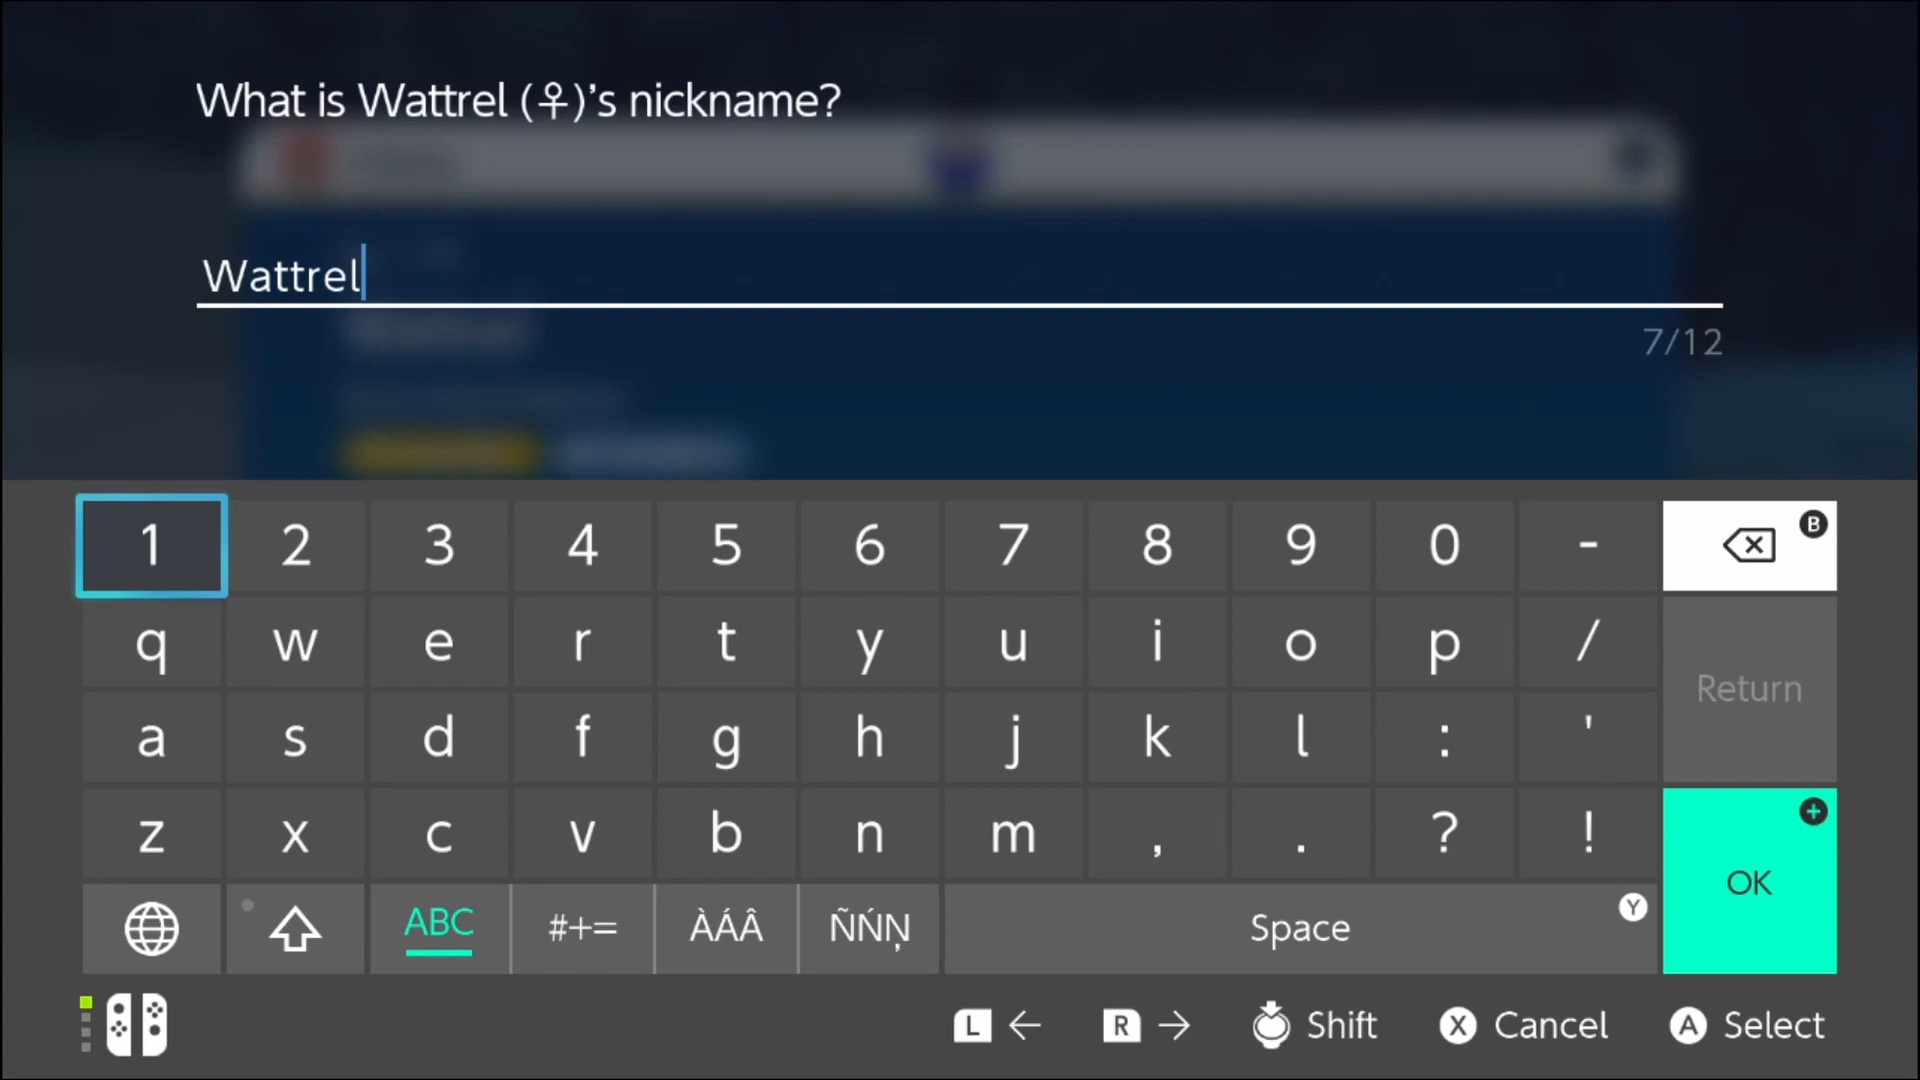 What is Wattrel (♀)'s nickname?
Wattrel
7/12
1 2 3 4 5 6 7 8 9 0 - B
q w e r t y u i o p /
Return
a s d f g h j k l : '
z x c v b n m , . ? ! +
OK
ABC #+= ÀÁÂ ÑŃŅ Space Y
L ← R → Shift X Cancel A Select